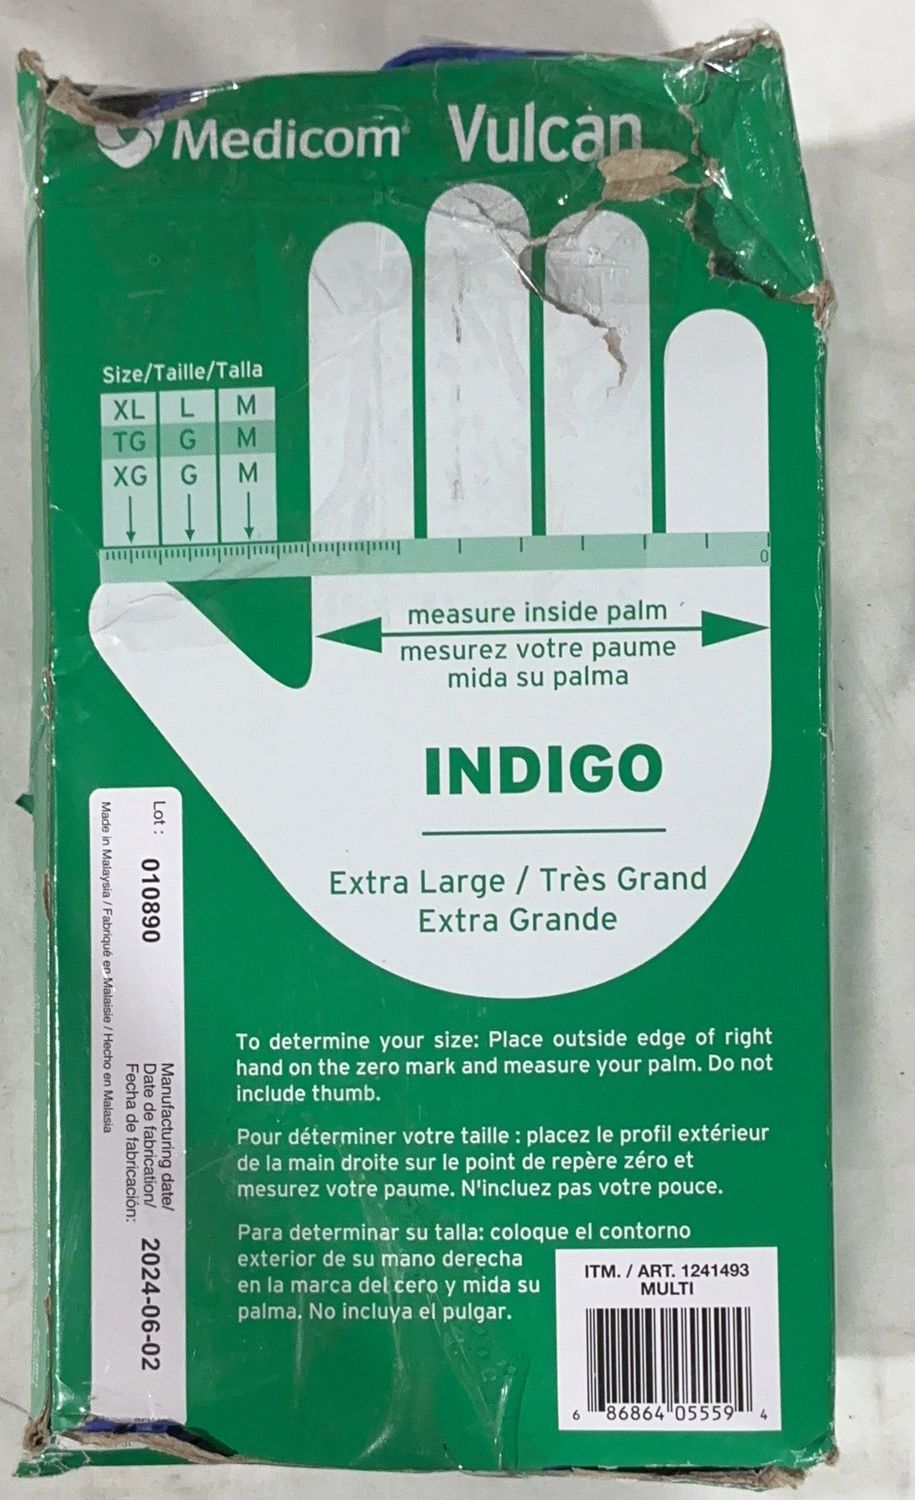 Medicom Vulcan
Size/Taille/Talla
XL L M
TG G M
XG G M
0
measure inside palm
mesurez votre paume
mida su palma
INDIGO
Extra Large / Très Grand
Extra Grande
Lot : 010890
Made in Malaysia / Fabriqué en Malaisie / Hecho en Malasia
Manufacturing date/
Date de fabrication/
Fecha de fabricación:
2024-06-02
To determine your size: Place outside edge of right
hand on the zero mark and measure your palm. Do not
include thumb.
Pour déterminer votre taille : placez le profil extérieur
de la main droite sur le point de repère zéro et
mesurez votre paume. N'incluez pas votre pouce.
Para determinar su talla: coloque el contorno
exterior de su mano derecha
en la marca del cero y mida su
palma. No incluya el pulgar.
ITM. / ART. 1241493
MULTI
6 86864 05559 4